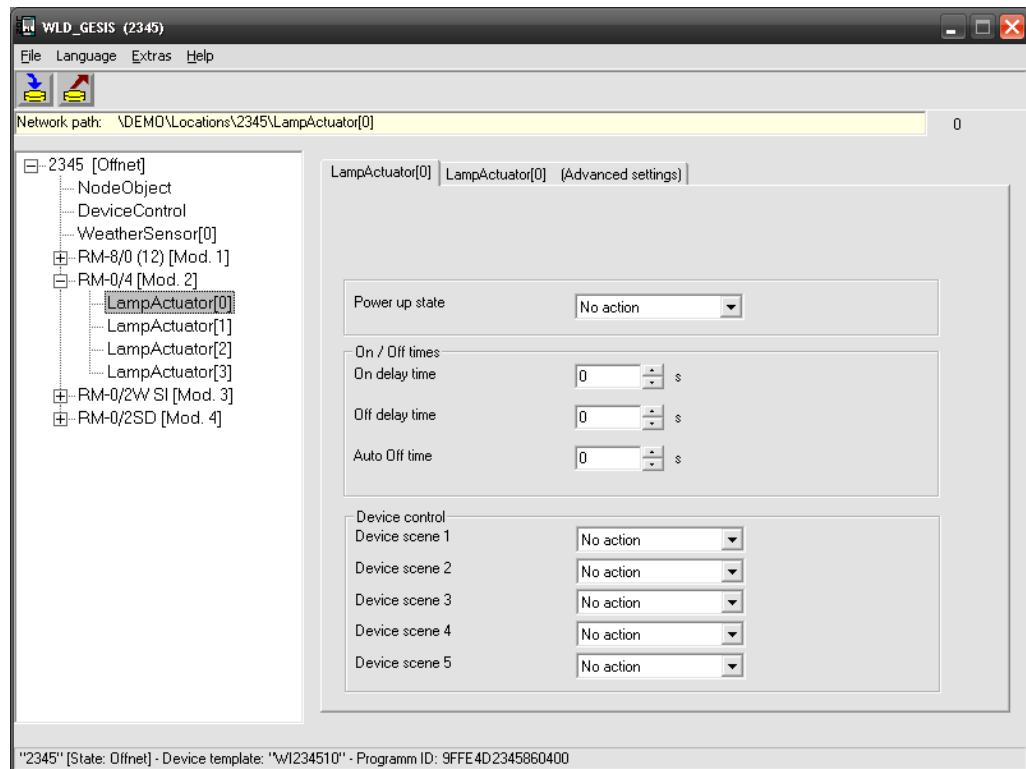 WLD_GESIS (2345)
File Language Extras Help
Network path: \DEMO\Locations\2345\LampActuator[0]
0
2345 [Offnet]
NodeObject
DeviceControl
WeatherSensor[0]
RM-8/0 (12) [Mod. 1]
RM-0/4 [Mod. 2]
LampActuator[0]
LampActuator[1]
LampActuator[2]
LampActuator[3]
RM-0/2W SI [Mod. 3]
RM-0/2SD [Mod. 4]
LampActuator[0] LampActuator[0] (Advanced settings)
Power up state No action
On / Off times
On delay time 0 s
Off delay time 0 s
Auto Off time 0 s
Device control
Device scene 1 No action
Device scene 2 No action
Device scene 3 No action
Device scene 4 No action
Device scene 5 No action
"2345" [State: Offnet] - Device template: "WI234510" - Programm ID: 9FFE4D2345860400